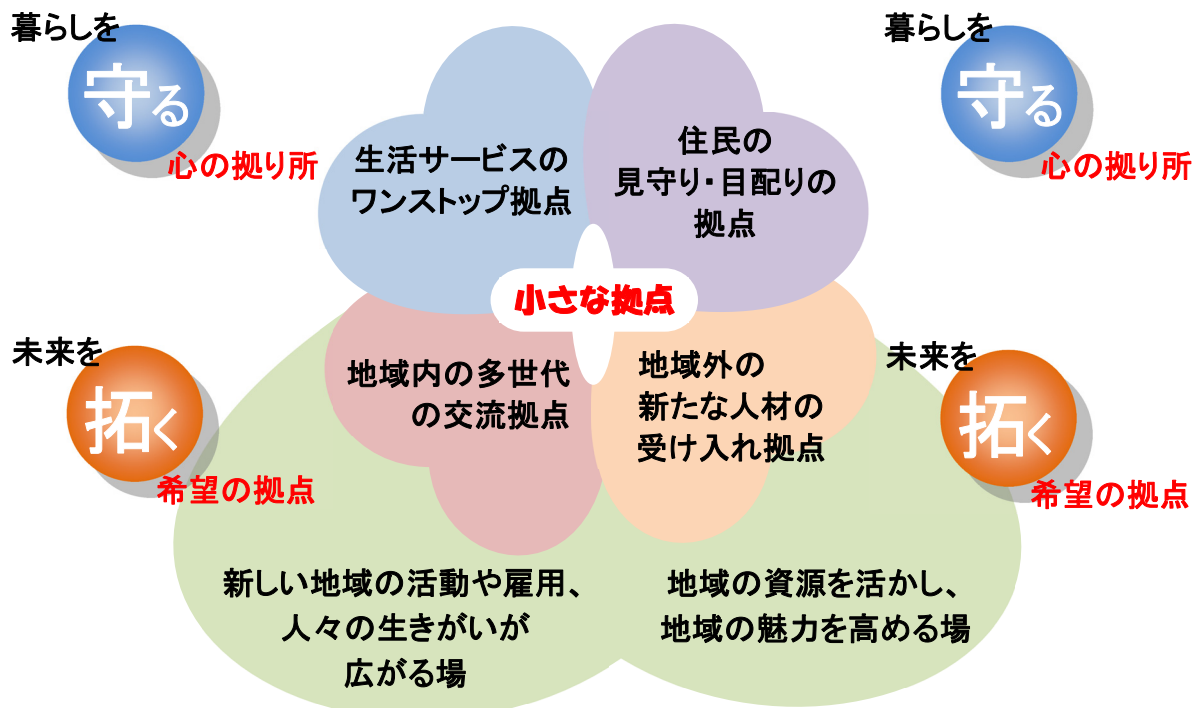 暮らしを
守る
心の拠り所
暮らしを
守る
心の拠り所
生活サービスの
ワンストップ拠点
住民の
見守り・目配りの
拠点
小さな拠点
未来を
拓く
希望の拠点
未来を
拓く
希望の拠点
地域内の多世代
の交流拠点
地域外の
新たな人材の
受け入れ拠点
新しい地域の活動や雇用、
人々の生きがいが
広がる場
地域の資源を活かし、
地域の魅力を高める場